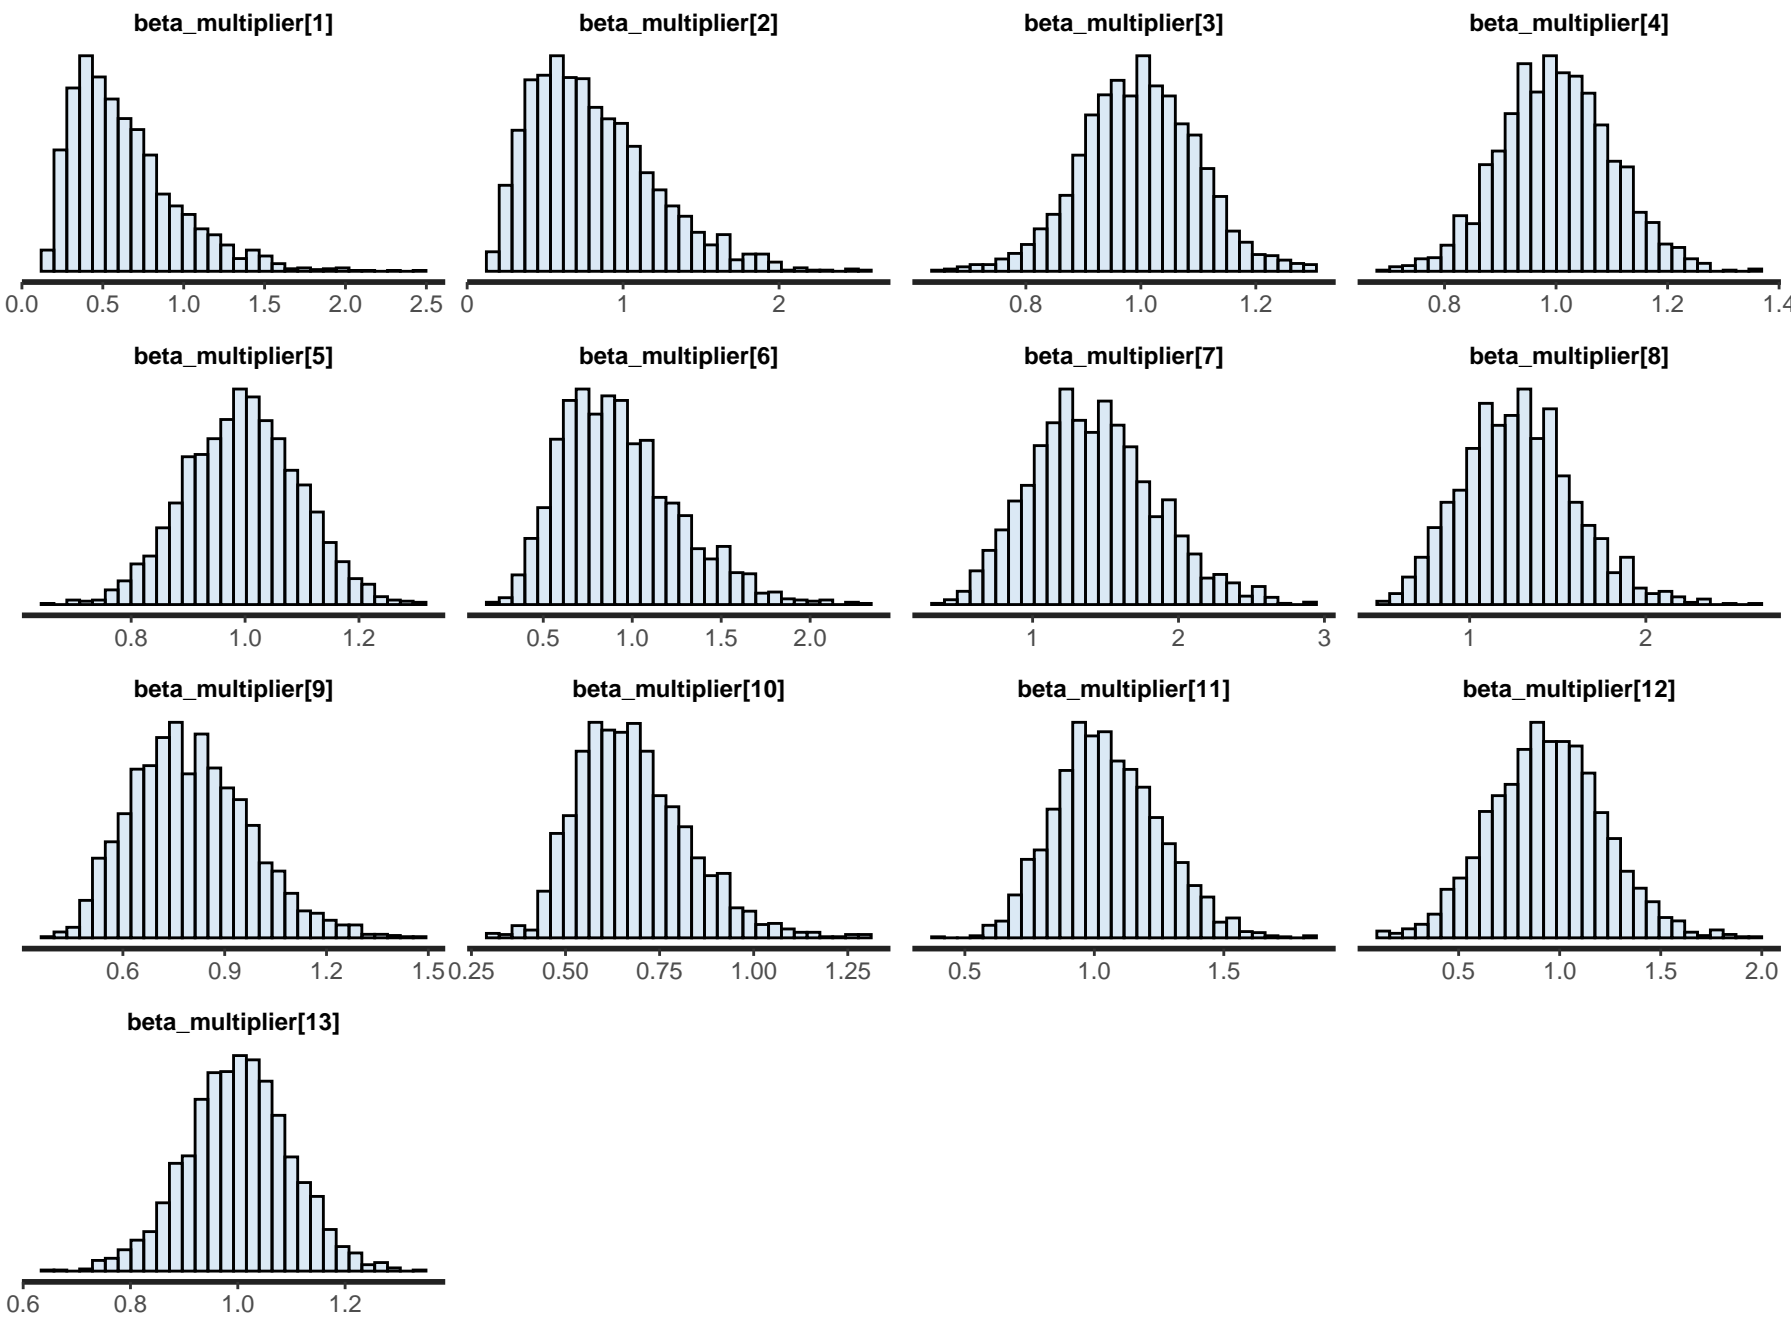 beta_multiplier[1] beta_multiplier[2] beta_multiplier[3] beta_multiplier[4]
0.0 0.5 1.0 1.5 2.0 2.5 0 1 2 0.8 1.0 1.2 0.8 1.0 1.2 1.4
beta_multiplier[5] beta_multiplier[6] beta_multiplier[7] beta_multiplier[8]
0.8 1.0 1.2 0.5 1.0 1.5 2.0 1 2 3 1 2
beta_multiplier[9] beta_multiplier[10] beta_multiplier[11] beta_multiplier[12]
0.6 0.9 1.2 1.5 0.25 0.50 0.75 1.00 1.25 0.5 1.0 1.5 0.5 1.0 1.5 2.0
beta_multiplier[13]
0.6 0.8 1.0 1.2